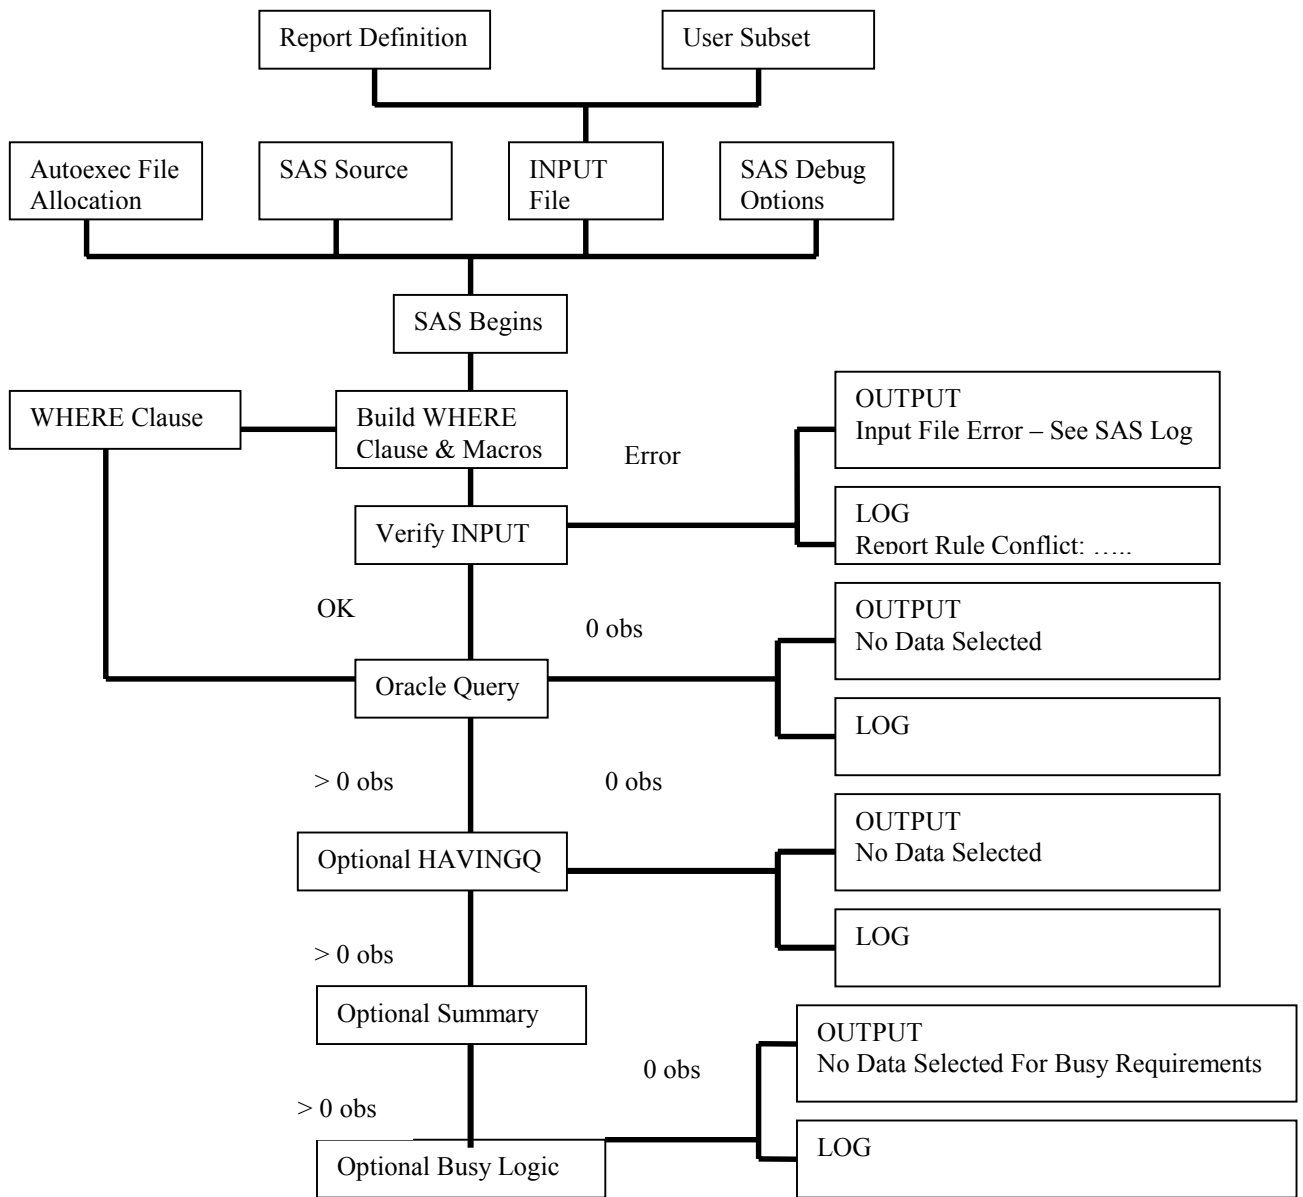 Report Definition
User Subset
Autoexec File
Allocation
SAS Source
INPUT
File
SAS Debug
Options
SAS Begins
WHERE Clause
Build WHERE
Clause & Macros
Error
OUTPUT
Input File Error – See SAS Log
Verify INPUT
LOG
Report Rule Conflict: …..
OK
0 obs
OUTPUT
No Data Selected
Oracle Query
LOG
> 0 obs
0 obs
OUTPUT
No Data Selected
Optional HAVINGQ
LOG
> 0 obs
Optional Summary
OUTPUT
No Data Selected For Busy Requirements
0 obs
> 0 obs
LOG
Optional Busy Logic